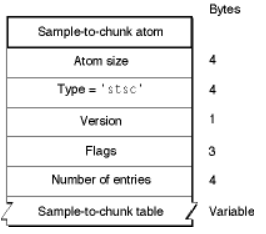 Bytes
Sample-to-chunk atom
Atom size 4
Type = 'stsc' 4
Version 1
Flags 3
Number of entries 4
Sample-to-chunk table Variable